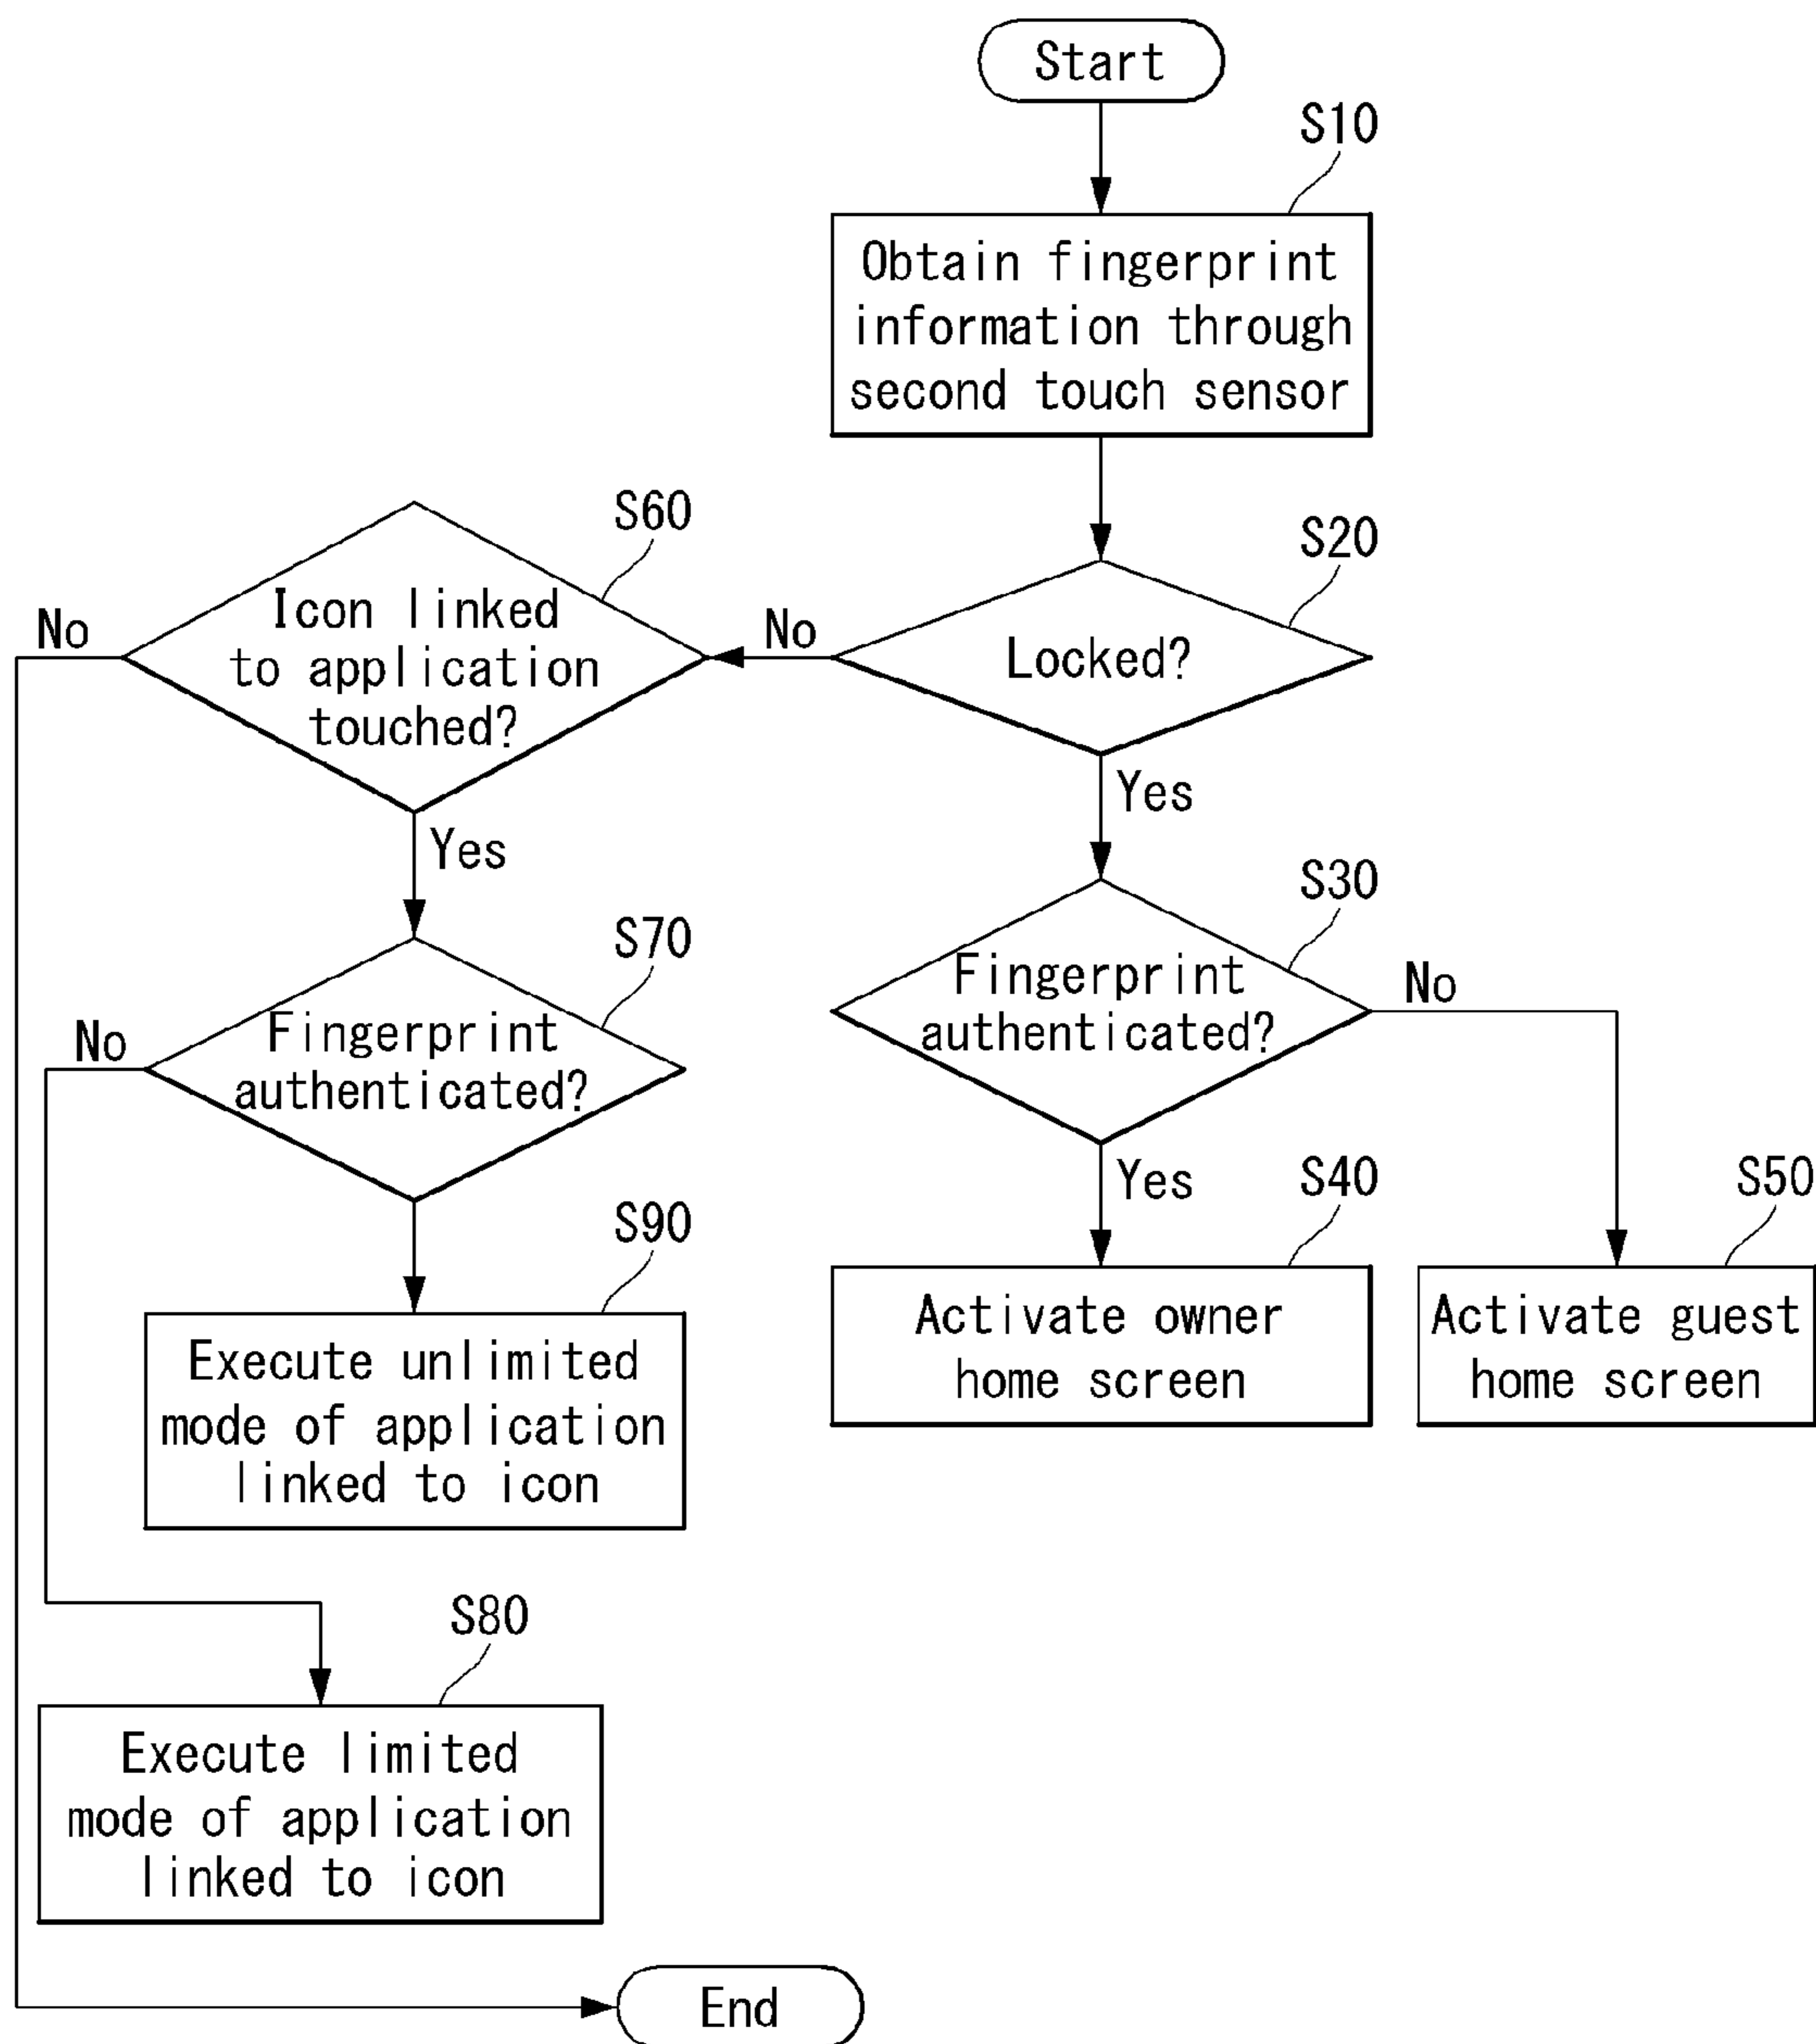 Start
S10
Obtain fingerprint
information through
second touch sensor
S20
Locked?
No
Yes
S60
Icon linked
to application
touched?
No
Yes
S30
Fingerprint
authenticated?
No
Yes
S70
Fingerprint
authenticated?
No
S40
Activate owner
home screen
S50
Activate guest
home screen
S90
Execute unlimited
mode of application
linked to icon
S80
Execute limited
mode of application
linked to icon
End